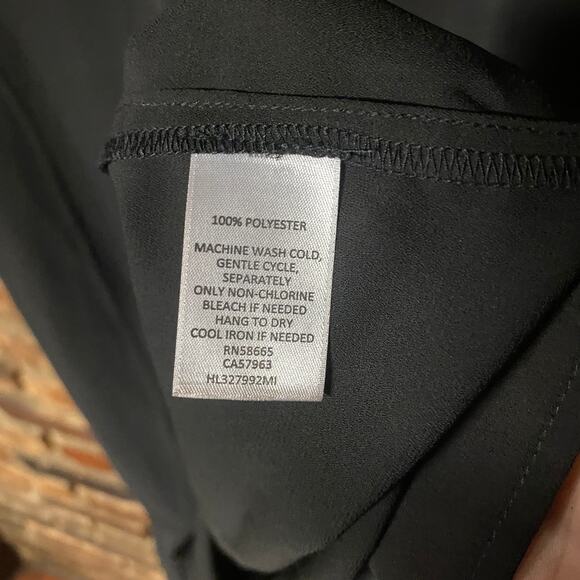 100% POLYESTER
MACHINE WASH COLD,
GENTLE CYCLE,
SEPARATELY
ONLY NON-CHLORINE
BLEACH IF NEEDED
HANG TO DRY
COOL IRON IF NEEDED
RN58665
CA57963
HL327992MI